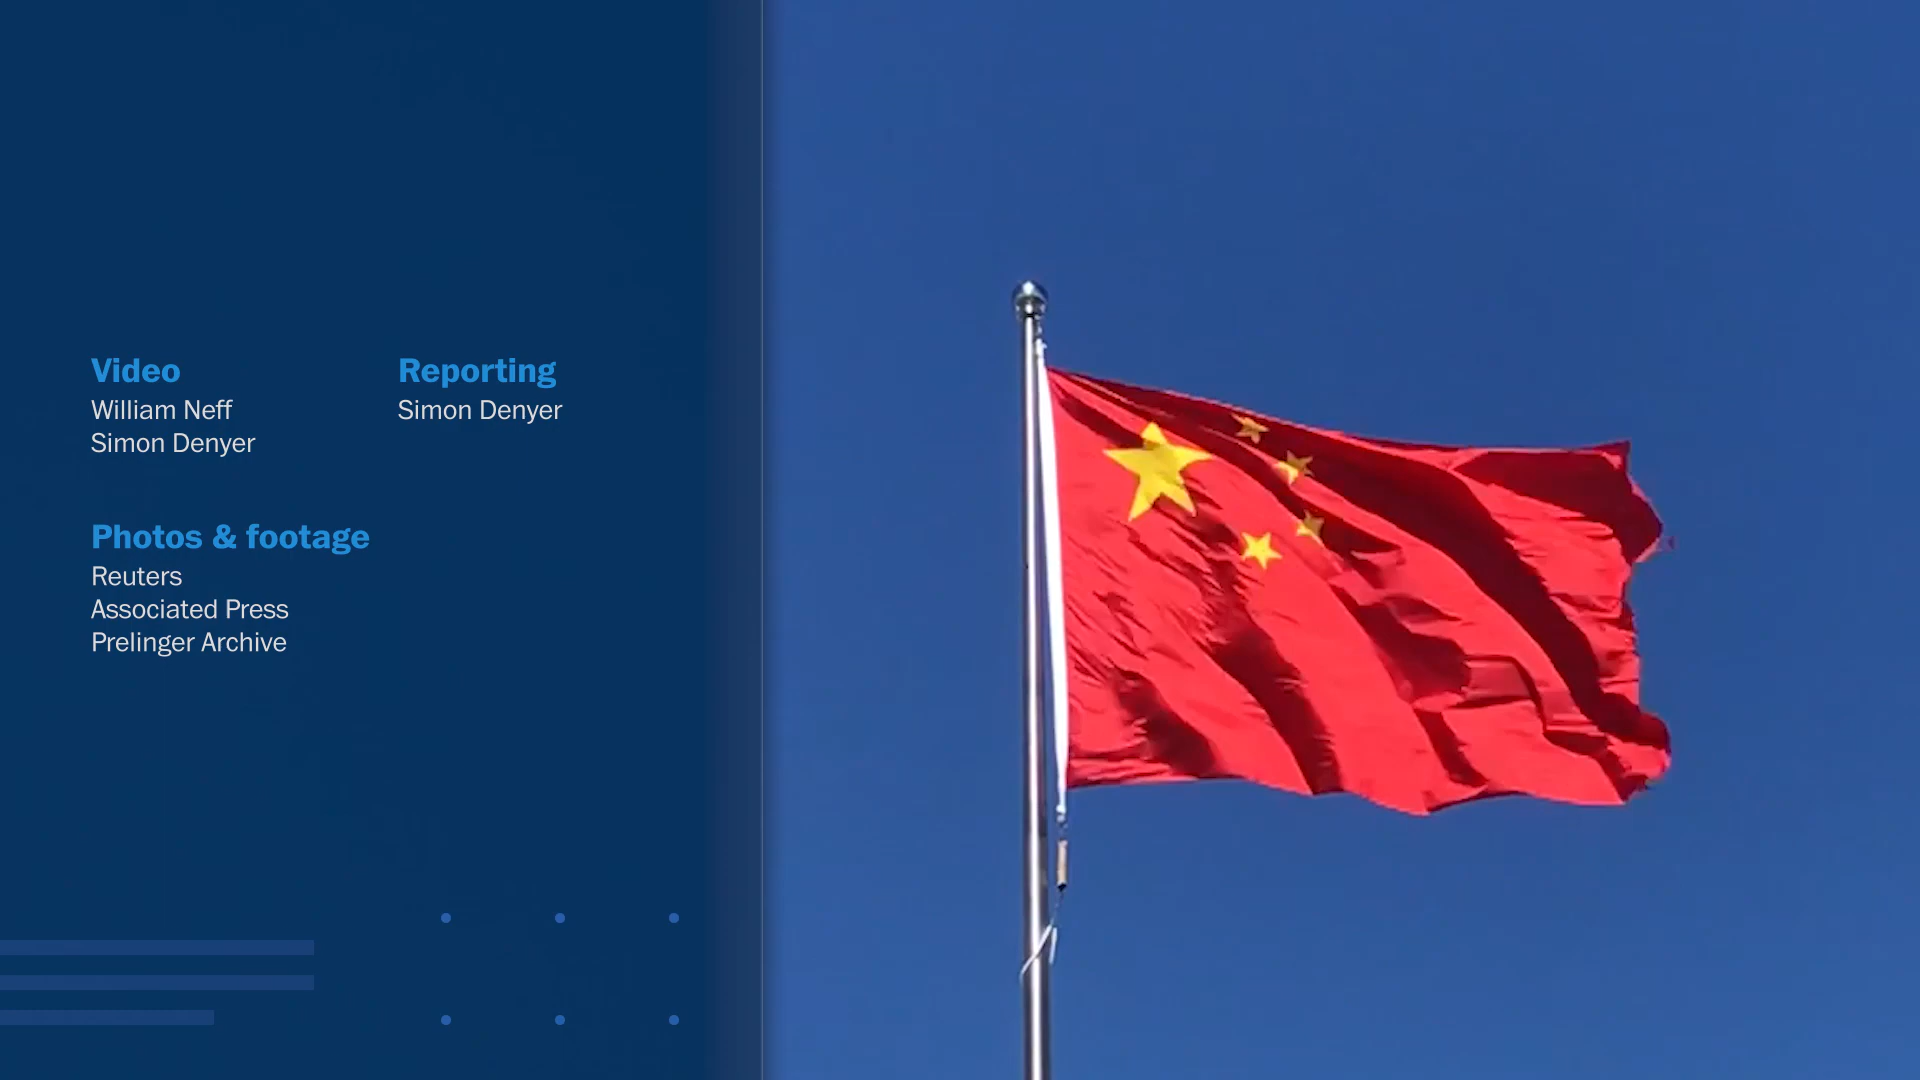 Video
William Neff
Simon Denyer
Reporting
Simon Denyer
Photos & footage
Reuters
Associated Press
Prelinger Archive